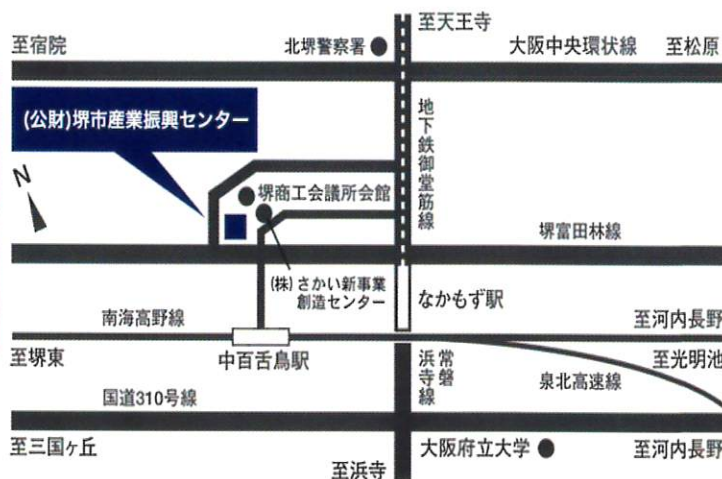 至天王寺
至宿院
北堺警察署
大阪中央環状線
至松原
(公財)堺市産業振興センター
地下鉄御堂筋線
N
堺商工会議所会館
堺富田林線
(株)さかい新事業
創造センター
なかもず駅
南海高野線
至河内長野
至堺東
中百舌鳥駅
常磐
浜寺線
至光明池
泉北高速線
国道310号線
至三国ヶ丘
大阪府立大学
至河内長野
至浜寺